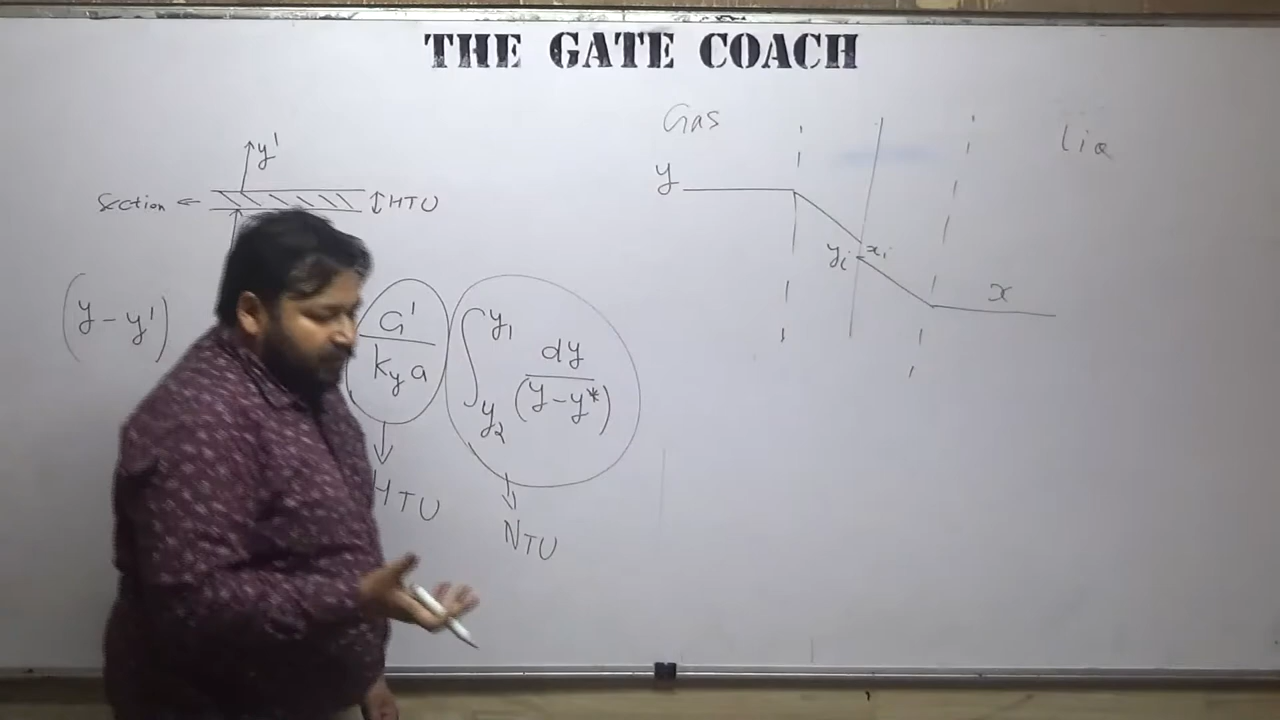 THE GATE COACH
y'
Section ← ↕ HTU
(y - y')
G'
kya
∫ y1 y2 dy
(y - y*)
HTU
NTU
Gas
Liq
y
yi xi
x